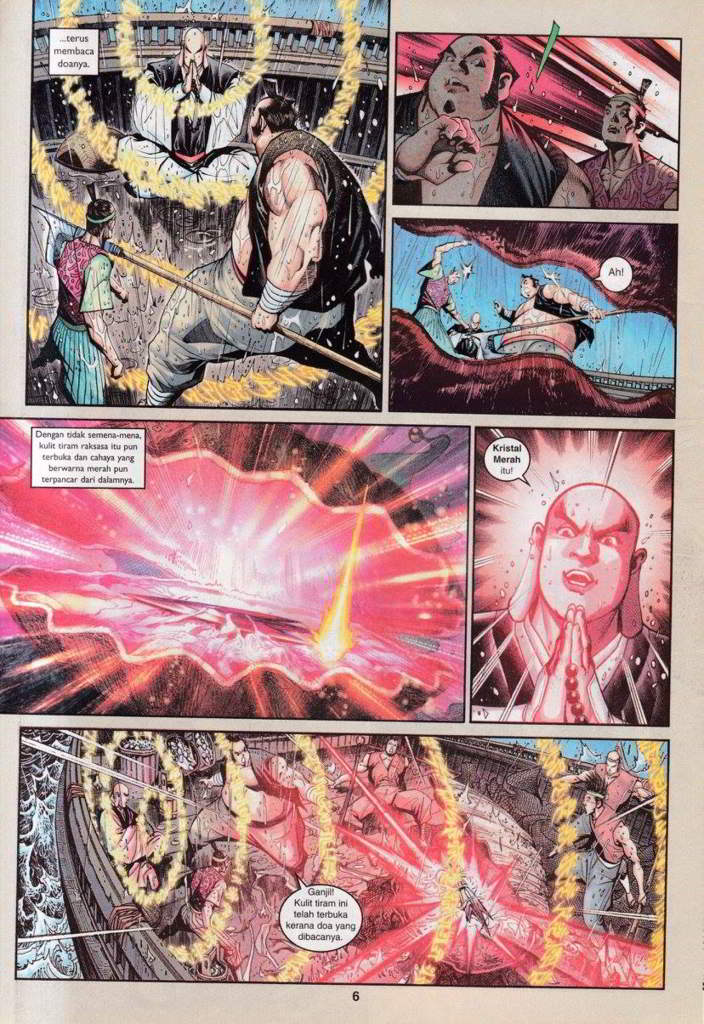 ...terus
membaca
doanya.
Ah!
Dengan tidak semena-mena,
kulit tiram raksasa itu pun
terbuka dan cahaya yang
berwarna merah pun
terpancar dari dalamnya.
Kristal
Merah
itu!
Ganjil!
Kulit tiram ini
telah terbuka
kerana doa yang
dibacanya.
6